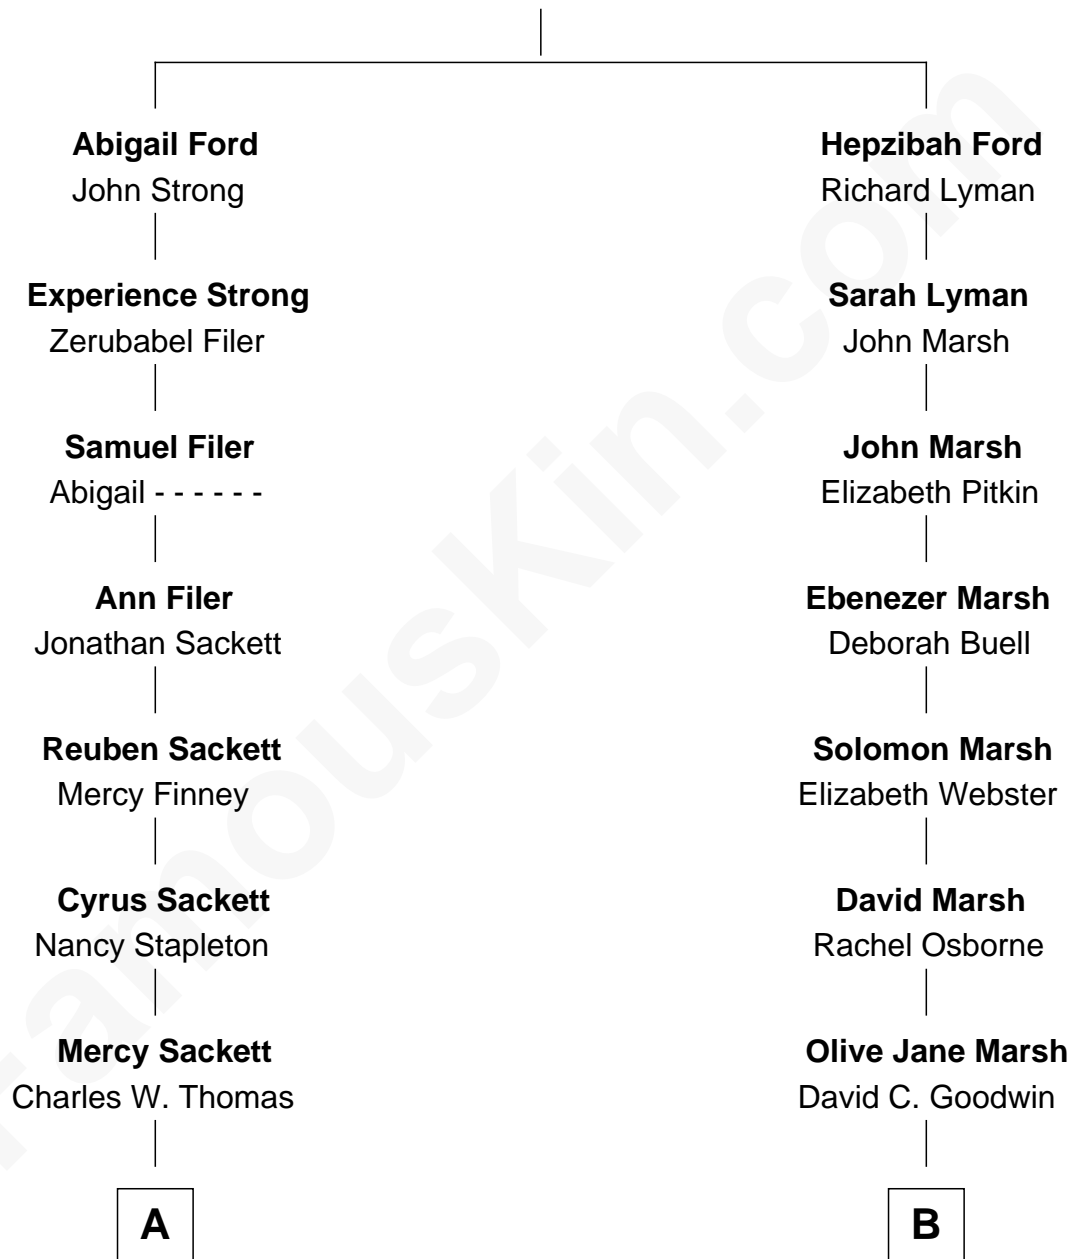 Abigail Ford
John Strong
Experience Strong
Zerubabel Filer
Samuel Filer
Abigail - - - - - -
Ann Filer
Jonathan Sackett
Reuben Sackett
Mercy Finney
Cyrus Sackett
Nancy Stapleton
Mercy Sackett
Charles W. Thomas
A
Hepzibah Ford
Richard Lyman
Sarah Lyman
John Marsh
John Marsh
Elizabeth Pitkin
Ebenezer Marsh
Deborah Buell
Solomon Marsh
Elizabeth Webster
David Marsh
Rachel Osborne
Olive Jane Marsh
David C. Goodwin
B
FamousKin.com